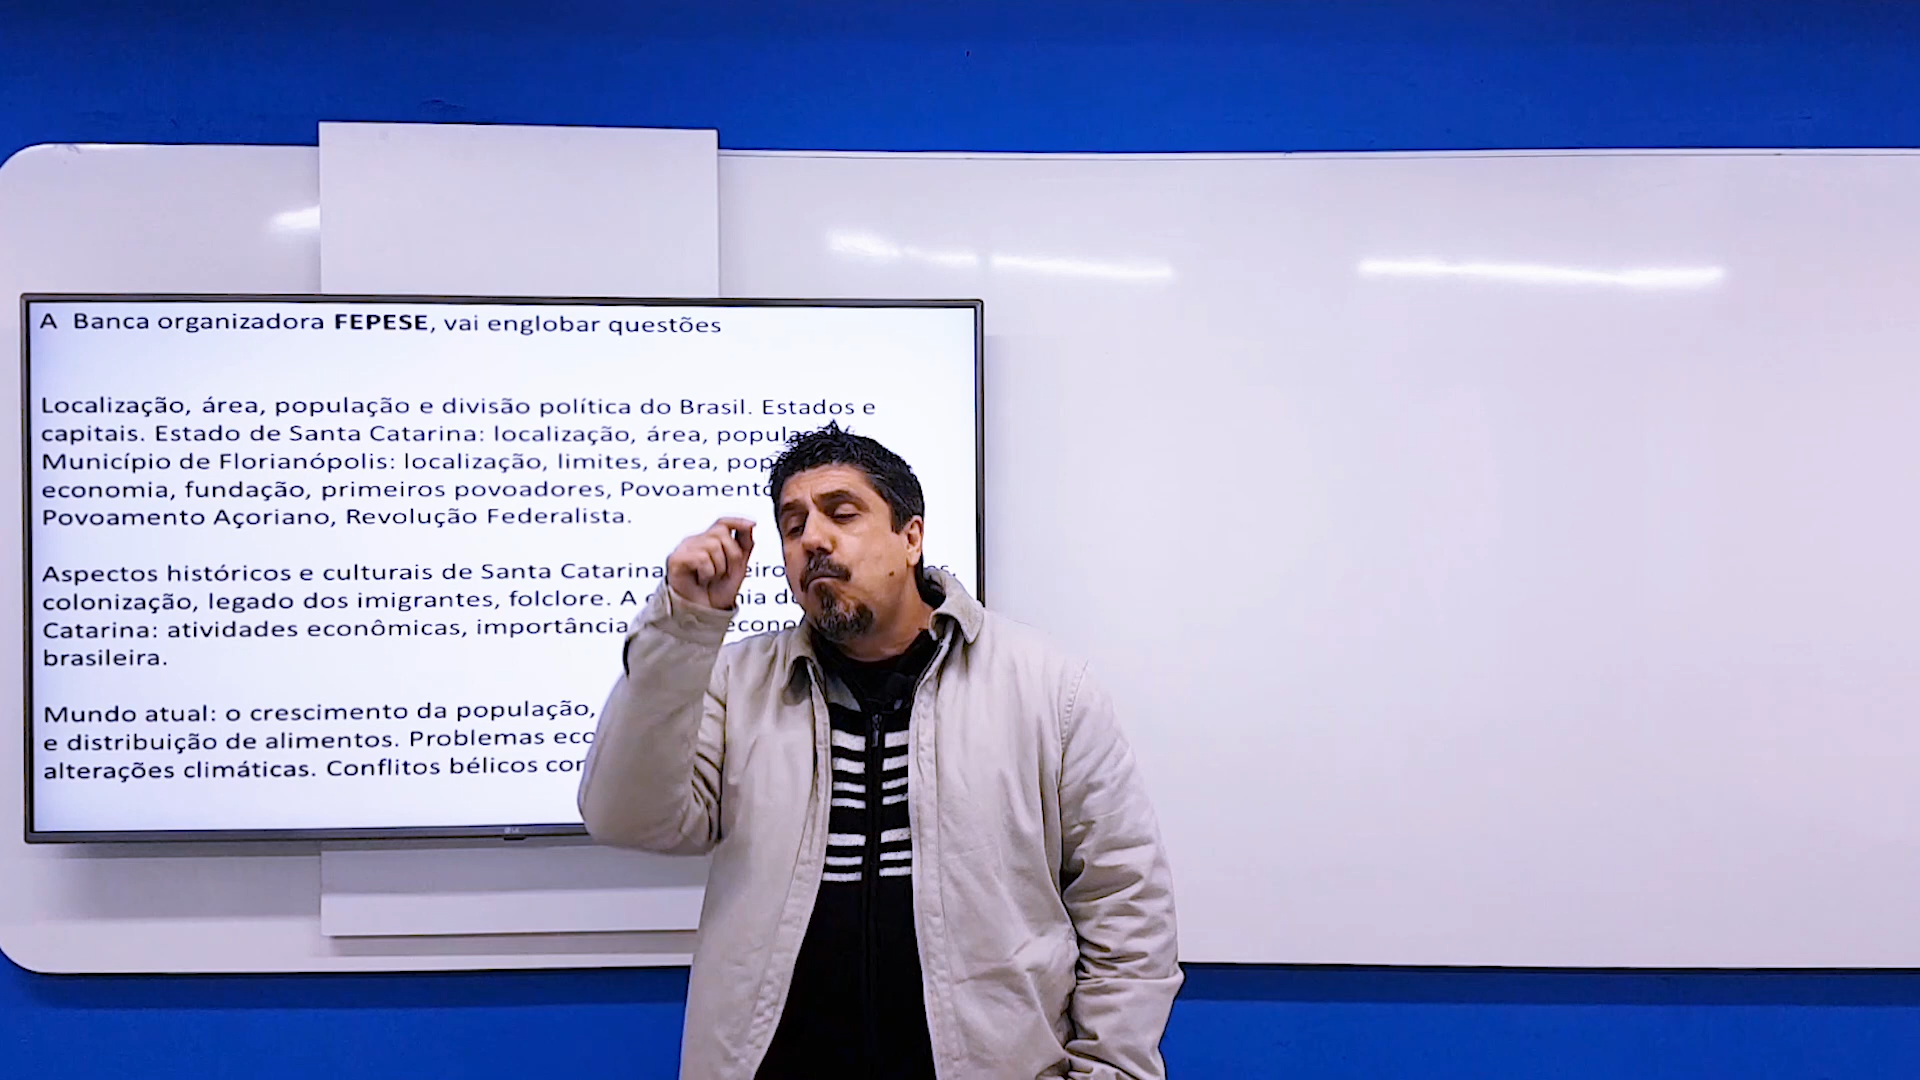 A Banca organizadora FEPESE, vai englobar questões
Localização, área, população e divisão política do Brasil. Estados e
capitais. Estado de Santa Catarina: localização, área,
Município de Florianópolis: localização, limites, área,
economia, fundação, primeiros povoadores, Povoamento
Povoamento Açoriano, Revolução Federalista.
Aspectos históricos e culturais de Santa Catarina
colonização, legado dos imigrantes, folclore. A
Catarina: atividades econômicas, importância
brasileira.
Mundo atual: o crescimento da população,
e distribuição de alimentos. Problemas
alterações climáticas. Conflitos bélicos
LG